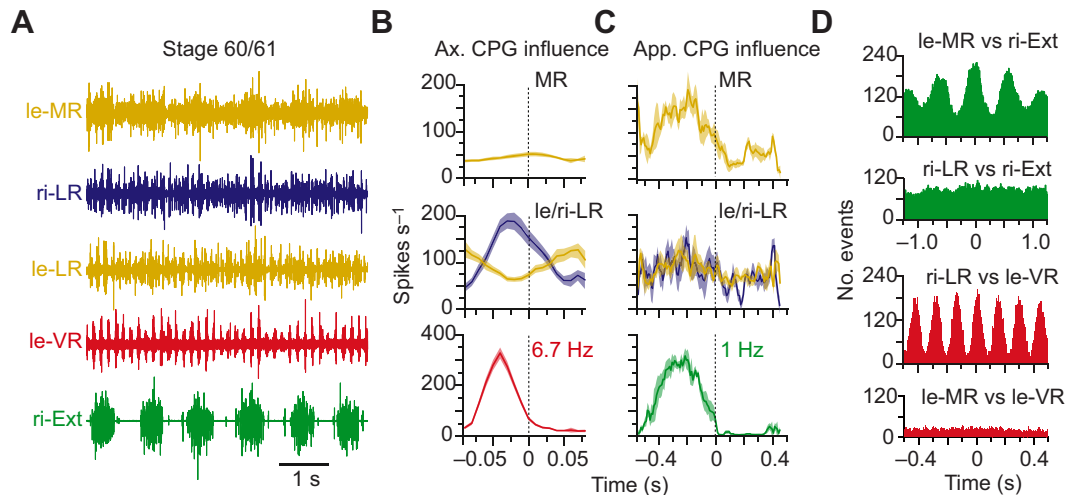 A
Stage 60/61
le-MR
ri-LR
le-LR
le-VR
ri-Ext
1 s
B
Ax. CPG influence
MR
200
100
0
le/ri-LR
200
100
0
6.7 Hz
400
200
0
Spikes s⁻¹
–0.05 0 0.05
C
App. CPG influence
MR
le/ri-LR
1 Hz
–0.4 0 0.4
Time (s)
D
le-MR vs ri-Ext
240
120
0
ri-LR vs ri-Ext
120
0
–1.0 0 1.0
ri-LR vs le-VR
240
120
0
le-MR vs le-VR
120
0
–0.4 0 0.4
No. events
Time (s)